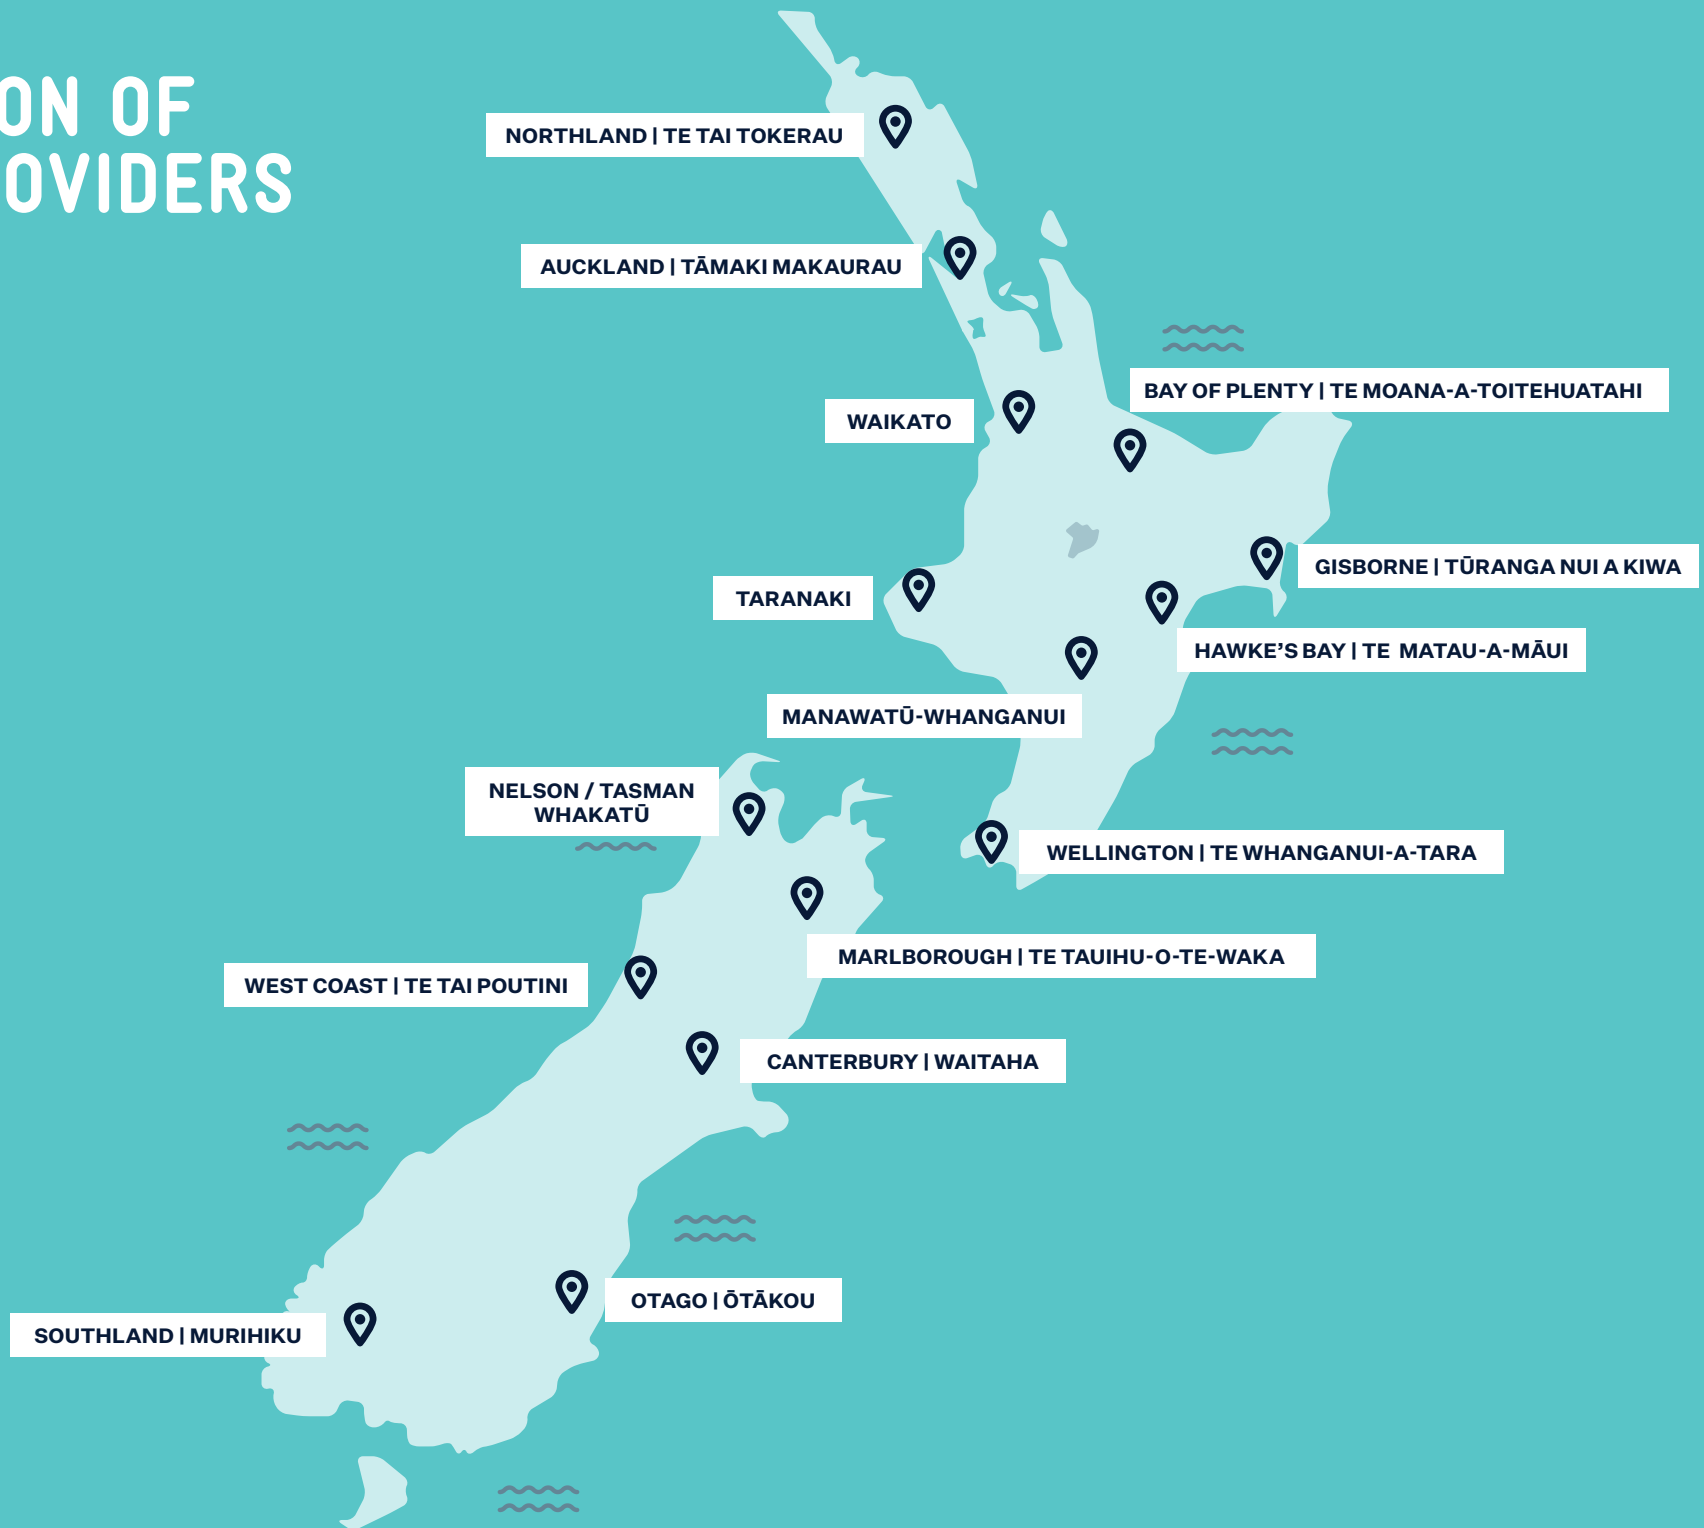 ON OF
OVIDERS
NORTHLAND | TE TAI TOKERAU
AUCKLAND | TĀMAKI MAKAURAU
BAY OF PLENTY | TE MOANA-A-TOITEHUATAHI
WAIKATO
GISBORNE | TŪRANGA NUI A KIWA
TARANAKI
HAWKE’S BAY | TE MATAU-A-MĀUI
MANAWATŪ-WHANGANUI
NELSON / TASMAN
WHAKATŪ
WELLINGTON | TE WHANGANUI-A-TARA
MARLBOROUGH | TE TAUIHU-O-TE-WAKA
WEST COAST | TE TAI POUTINI
CANTERBURY | WAITAHA
OTAGO | ŌTĀKOU
SOUTHLAND | MURIHIKU